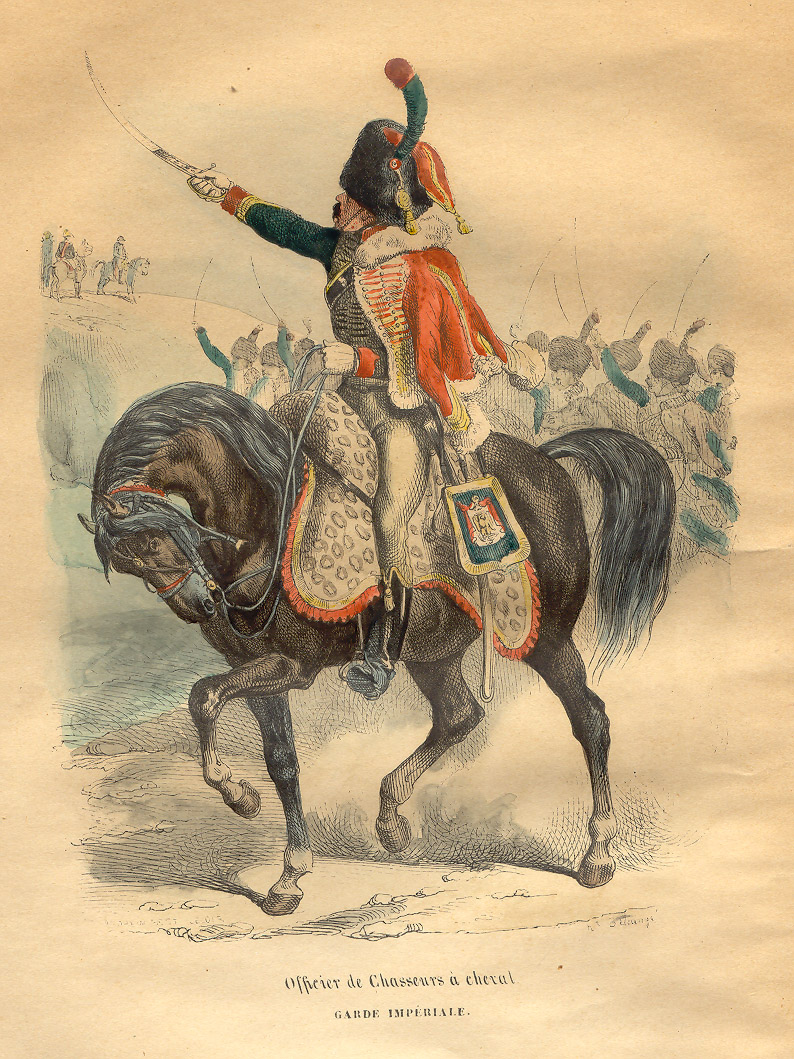 Officier de Chasseurs à cheval
GARDE IMPÉRIALE.